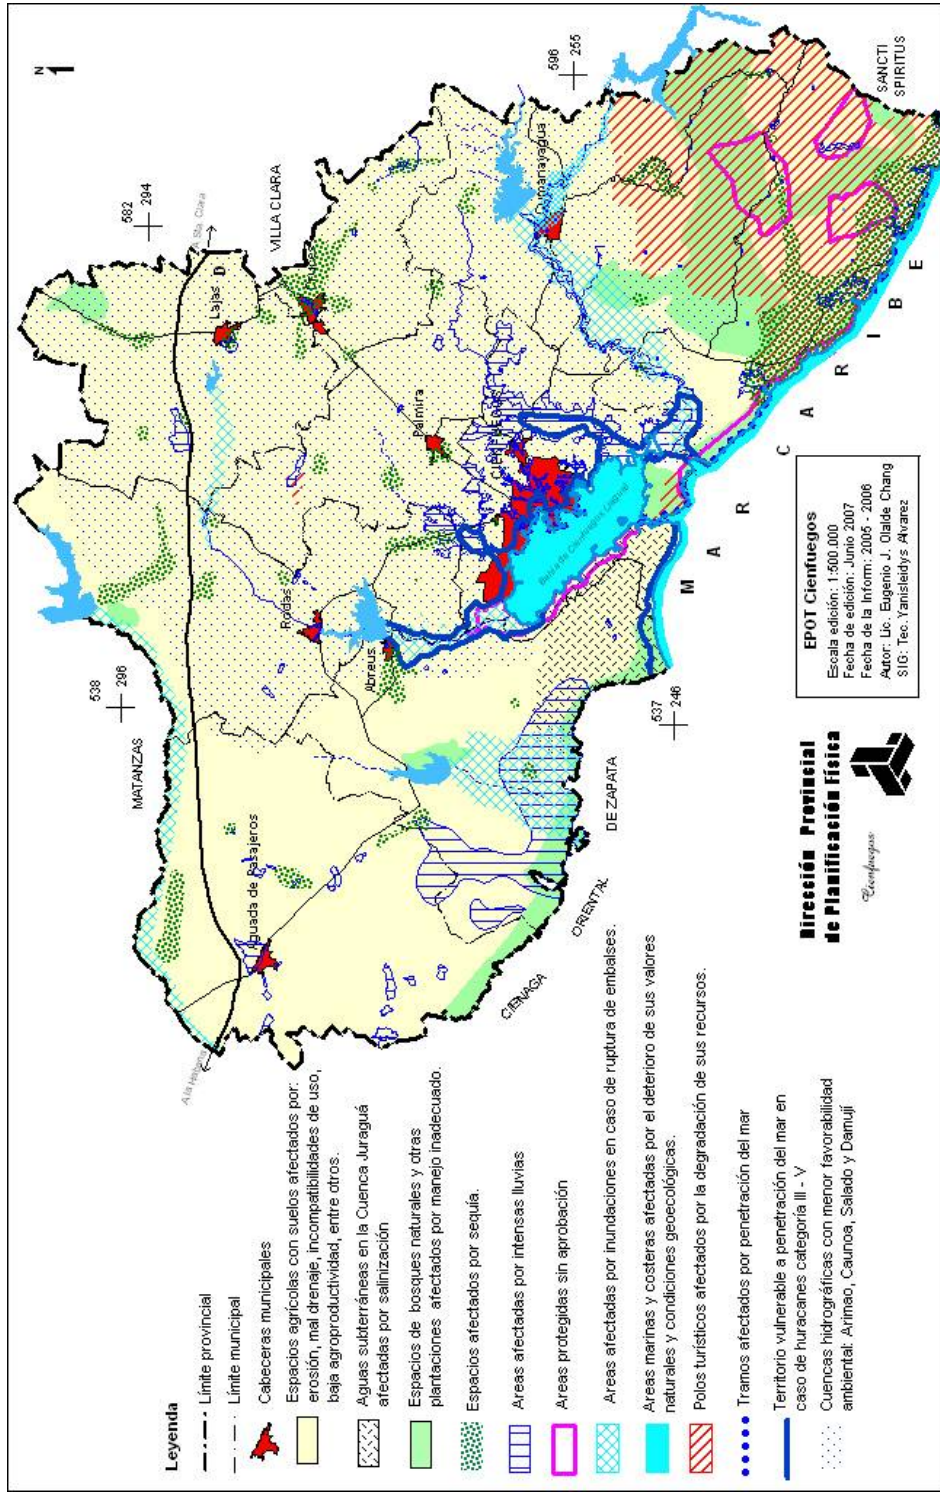 N
582
294
A Sta. Clara
VILLA CLARA
596
255
SANCTI
SPIRITUS
538
296
MATANZAS
Lajas
Palmira
Cumanayagua
CIENFUEGOS
Rodas
Abreus
Aguada de Pasajeros
A la Habana
Bahía de Cienfuegos
CIENAGA
ORIENTAL
DE ZAPATA
537
246
M A R
C A R I B E
Leyenda
Límite provincial
Límite municipal
Cabeceras municipales
Espacios agrícolas con suelos afectados por:
erosión, mal drenaje, incompatibilidades de uso,
baja agroproductividad, entre otros.
Aguas subterráneas en la Cuenca Juraguá
afectadas por salinización
Espacios de bosques naturales y otras
plantaciones afectados por manejo inadecuado.
Espacios afectados por sequía.
Areas afectadas por intensas lluvias
Areas protegidas sin aprobación
Areas afectadas por inundaciones en caso de ruptura de embalses.
Areas marinas y costeras afectadas por el deterioro de sus valores
naturales y condiciones geoecológicas.
Polos turísticos afectados por la degradación de sus recursos.
Tramos afectados por penetración del mar
Territorio vulnerable a penetración del mar en
caso de huracanes categoría III - V
Cuencas hidrográficas con menor favorabilidad
ambiental: Arimao, Caunoa, Salado y Damují
Dirección Provincial
de Planificación Física
Cienfuegos
EPOT Cienfuegos
Escala edición: 1:500.000
Fecha de edición: Junio 2007
Fecha de la Inform: 2005 - 2006
Autor: Lic. Eugenio J. Olalde Chang
SIG: Tec. Yanisleidys Alvarez